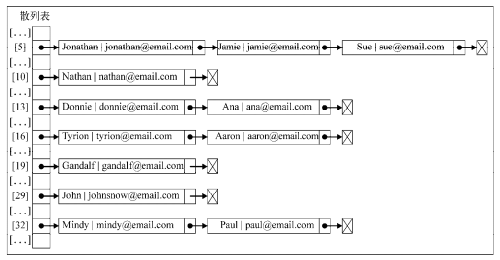 散列表
[...]
[5] Jonathan | jonathan@email.com Jamie | jamie@email.com Sue | sue@email.com
[...]
[10] Nathan | nathan@email.com
[...]
[13] Donnie | donnie@email.com Ana | ana@email.com
[...]
[16] Tyrion | tyrion@email.com Aaron | aaron@email.com
[...]
[19] Gandalf | gandalf@email.com
[...]
[29] John | johnsnow@email.com
[...]
[32] Mindy | mindy@email.com Paul | paul@email.com
[...]